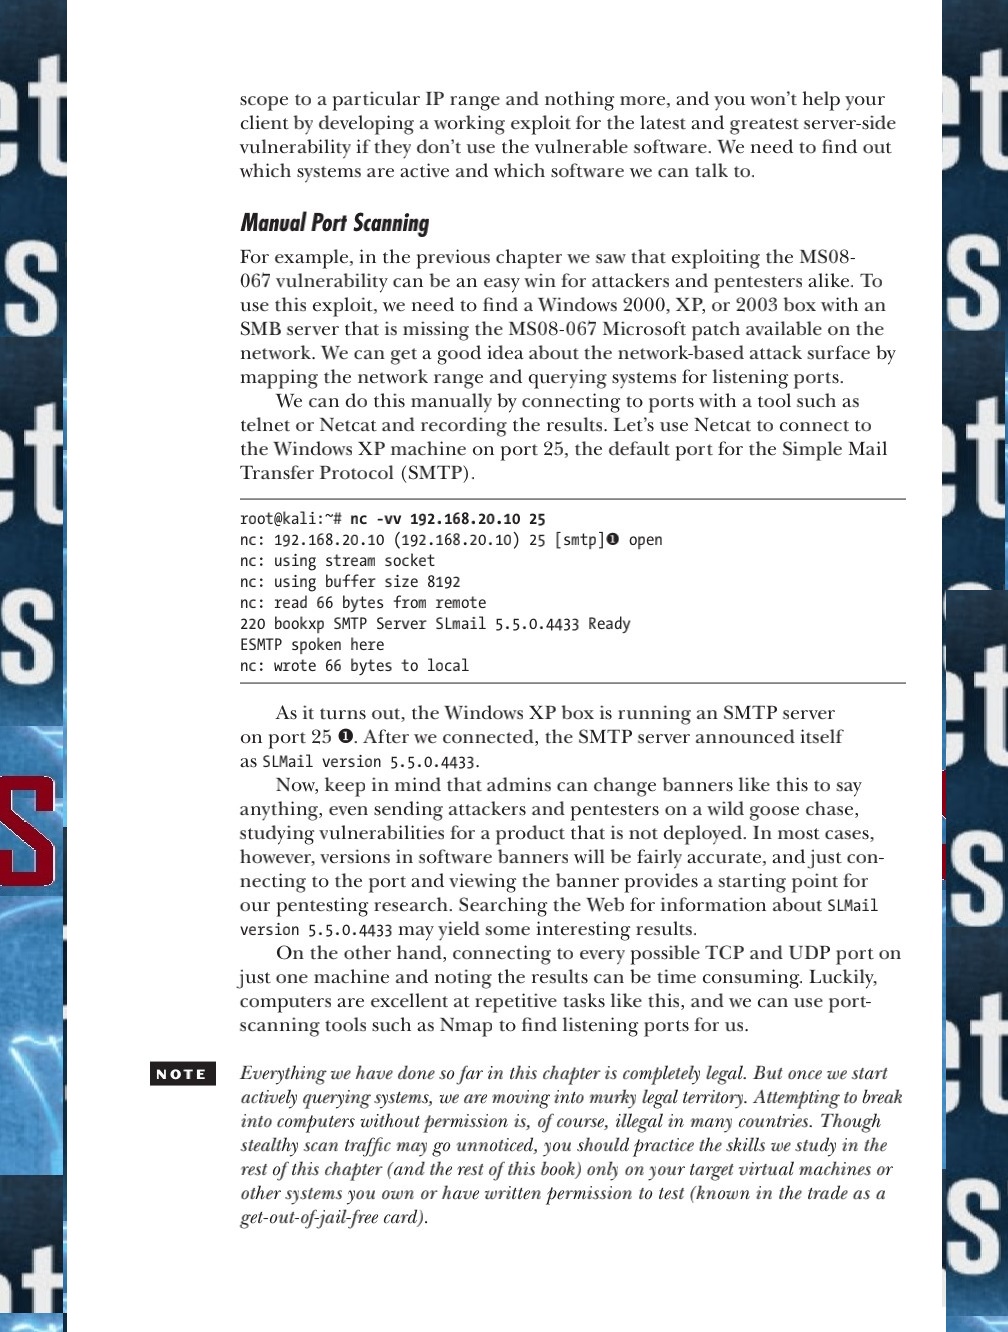 scope to a particular IP range and nothing more, and you won't help your
client by developing a working exploit for the latest and greatest server-side
vulnerability if they don't use the vulnerable software. We need to find out
which systems are active and which software we can talk to.
Manual Port Scanning
For example, in the previous chapter we saw that exploiting the MS08-
067 vulnerability can be an easy win for attackers and pentesters alike. To
use this exploit, we need to find a Windows 2000, XP, or 2003 box with an
SMB server that is missing the MS08-067 Microsoft patch available on the
network. We can get a good idea about the network-based attack surface by
mapping the network range and querying systems for listening ports.
We can do this manually by connecting to ports with a tool such as
telnet or Netcat and recording the results. Let's use Netcat to connect to
the Windows XP machine on port 25, the default port for the Simple Mail
Transfer Protocol (SMTP).
root@kali:~# nc -vv 192.168.20.10 25
nc: 192.168.20.10 (192.168.20.10) 25 [smtp]❶ open
nc: using stream socket
nc: using buffer size 8192
nc: read 66 bytes from remote
220 bookxp SMTP Server SLmail 5.5.0.4433 Ready
ESMTP spoken here
nc: wrote 66 bytes to local
As it turns out, the Windows XP box is running an SMTP server
on port 25 ❶. After we connected, the SMTP server announced itself
as SLMail version 5.5.0.4433.
Now, keep in mind that admins can change banners like this to say
anything, even sending attackers and pentesters on a wild goose chase,
studying vulnerabilities for a product that is not deployed. In most cases,
however, versions in software banners will be fairly accurate, and just con-
necting to the port and viewing the banner provides a starting point for
our pentesting research. Searching the Web for information about SLMail
version 5.5.0.4433 may yield some interesting results.
On the other hand, connecting to every possible TCP and UDP port on
just one machine and noting the results can be time consuming. Luckily,
computers are excellent at repetitive tasks like this, and we can use port-
scanning tools such as Nmap to find listening ports for us.
NOTE Everything we have done so far in this chapter is completely legal. But once we start
actively querying systems, we are moving into murky legal territory. Attempting to break
into computers without permission is, of course, illegal in many countries. Though
stealthy scan traffic may go unnoticed, you should practice the skills we study in the
rest of this chapter (and the rest of this book) only on your target virtual machines or
other systems you own or have written permission to test (known in the trade as a
get-out-of-jail-free card).